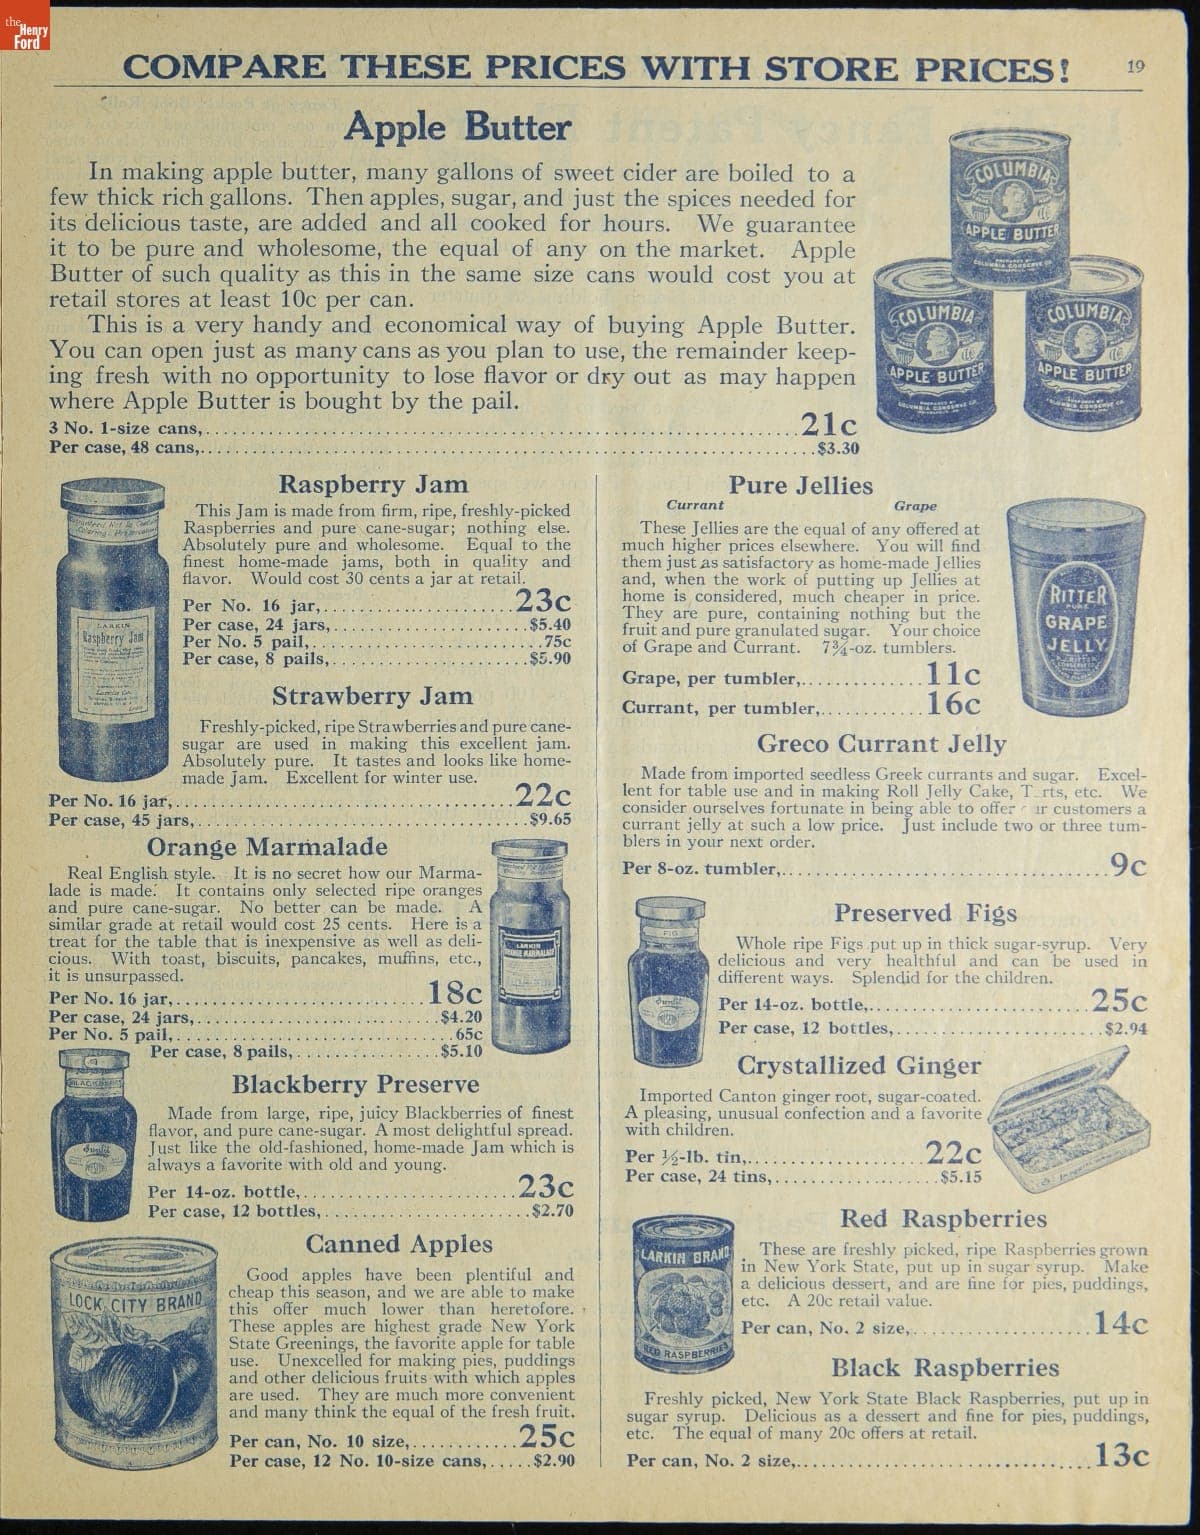 the
Henry
Ford
COMPARE THESE PRICES WITH STORE PRICES!
19
Apple Butter
In making apple butter, many gallons of sweet cider are boiled to a
few thick rich gallons. Then apples, sugar, and just the spices needed for
its delicious taste, are added and all cooked for hours. We guarantee
it to be pure and wholesome, the equal of any on the market. Apple
Butter of such quality as this in the same size cans would cost you at
retail stores at least 10c per can.
This is a very handy and economical way of buying Apple Butter.
You can open just as many cans as you plan to use, the remainder keep-
ing fresh with no opportunity to lose flavor or dry out as may happen
where Apple Butter is bought by the pail.
3 No. 1-size cans, 21c
Per case, 48 cans, $3.30
COLUMBIA
APPLE BUTTER
COLUMBIA
APPLE BUTTER
COLUMBIA
APPLE BUTTER
Raspberry Jam
This Jam is made from firm, ripe, freshly-picked
Raspberries and pure cane-sugar; nothing else.
Absolutely pure and wholesome. Equal to the
finest home-made jams, both in quality and
flavor. Would cost 30 cents a jar at retail.
Per No. 16 jar, 23c
Per case, 24 jars, $5.40
Per No. 5 pail, 75c
Per case, 8 pails, $5.90
LARKIN
Raspberry Jam
Strawberry Jam
Freshly-picked, ripe Strawberries and pure cane-
sugar are used in making this excellent jam.
Absolutely pure. It tastes and looks like home-
made Jam. Excellent for winter use.
Per No. 16 jar, 22c
Per case, 45 jars, $9.65
Orange Marmalade
Real English style. It is no secret how our Marma-
lade is made. It contains only selected ripe oranges
and pure cane-sugar. No better can be made. A
similar grade at retail would cost 25 cents. Here is a
treat for the table that is inexpensive as well as deli-
cious. With toast, biscuits, pancakes, muffins, etc.,
it is unsurpassed.
Per No. 16 jar, 18c
Per case, 24 jars, $4.20
Per No. 5 pail, 65c
Per case, 8 pails, $5.10
LARKIN
ORANGE MARMALADE
Blackberry Preserve
Made from large, ripe, juicy Blackberries of finest
flavor, and pure cane-sugar. A most delightful spread.
Just like the old-fashioned, home-made Jam which is
always a favorite with old and young.
Per 14-oz. bottle, 23c
Per case, 12 bottles, $2.70
BLACKBERRY
Canned Apples
Good apples have been plentiful and
cheap this season, and we are able to make
this offer much lower than heretofore.
These apples are highest grade New York
State Greenings, the favorite apple for table
use. Unexcelled for making pies, puddings
and other delicious fruits with which apples
are used. They are much more convenient
and many think the equal of the fresh fruit.
Per can, No. 10 size, 25c
Per case, 12 No. 10-size cans, $2.90
LOCK CITY BRAND
Pure Jellies
Currant Grape
These Jellies are the equal of any offered at
much higher prices elsewhere. You will find
them just as satisfactory as home-made Jellies
and, when the work of putting up Jellies at
home is considered, much cheaper in price.
They are pure, containing nothing but the
fruit and pure granulated sugar. Your choice
of Grape and Currant. 7¾-oz. tumblers.
Grape, per tumbler, 11c
Currant, per tumbler, 16c
RITTER
PURE
GRAPE
JELLY
Greco Currant Jelly
Made from imported seedless Greek currants and sugar. Excel-
lent for table use and in making Roll Jelly Cake, T rts, etc. We
consider ourselves fortunate in being able to offer ur customers a
currant jelly at such a low price. Just include two or three tum-
blers in your next order.
Per 8-oz. tumbler, 9c
Preserved Figs
Whole ripe Figs put up in thick sugar-syrup. Very
delicious and very healthful and can be used in
different ways. Splendid for the children.
Per 14-oz. bottle, 25c
Per case, 12 bottles, $2.94
FIG
Crystallized Ginger
Imported Canton ginger root, sugar-coated.
A pleasing, unusual confection and a favorite
with children.
Per ½-lb. tin, 22c
Per case, 24 tins, $5.15
Red Raspberries
These are freshly picked, ripe Raspberries grown
in New York State, put up in sugar syrup. Make
a delicious dessert, and are fine for pies, puddings,
etc. A 20c retail value.
Per can, No. 2 size, 14c
LARKIN BRAND
RED RASPBERRIES
Black Raspberries
Freshly picked, New York State Black Raspberries, put up in
sugar syrup. Delicious as a dessert and fine for pies, puddings,
etc. The equal of many 20c offers at retail.
Per can, No. 2 size, 13c